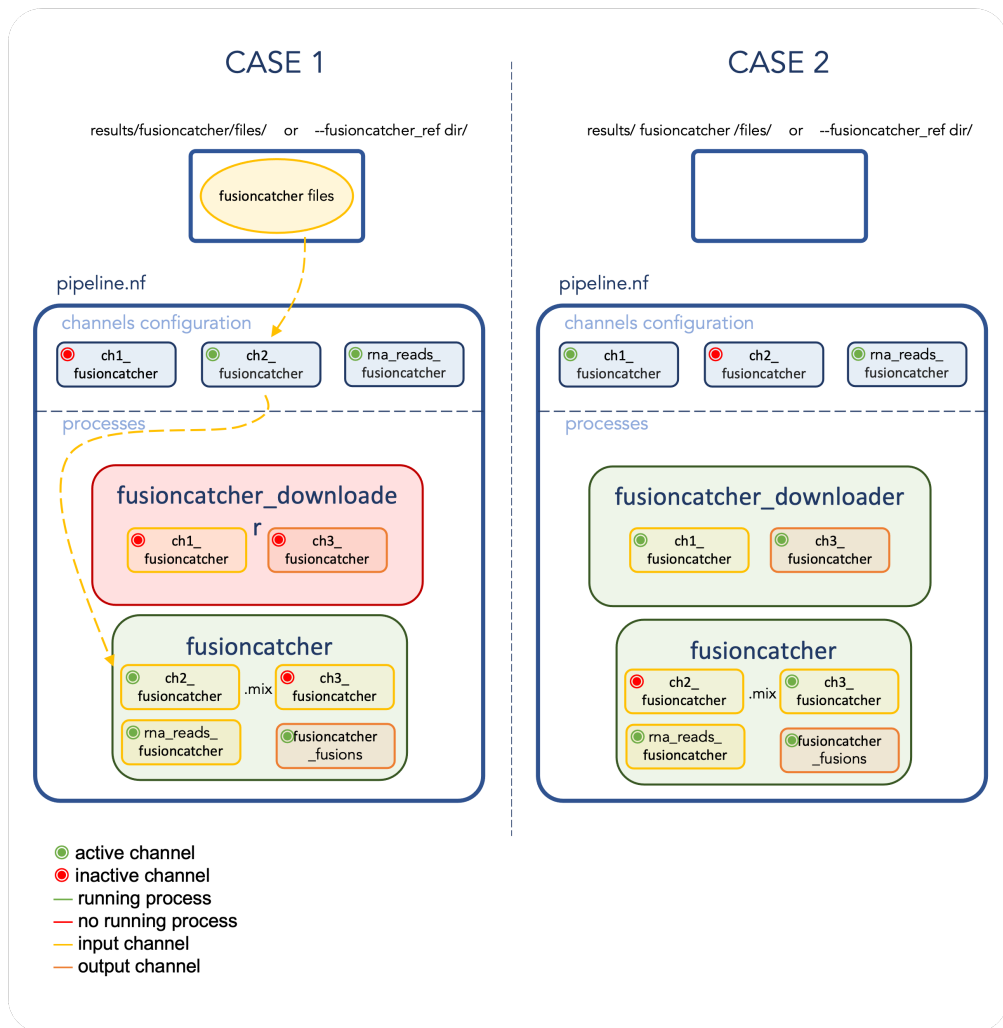 CASE 1
results/fusioncatcher/files/ or --fusioncatcher_ref dir/
fusioncatcher files
pipeline.nf
channels configuration
ch1_
fusioncatcher
ch2_
fusioncatcher
rna_reads_
fusioncatcher
processes
fusioncatcher_downloade
r
ch1_
fusioncatcher
ch3_
fusioncatcher
fusioncatcher
ch2_
fusioncatcher
.mix
ch3_
fusioncatcher
rna_reads_
fusioncatcher
fusioncatcher
_fusions
CASE 2
results/ fusioncatcher /files/ or --fusioncatcher_ref dir/
pipeline.nf
channels configuration
ch1_
fusioncatcher
ch2_
fusioncatcher
rna_reads_
fusioncatcher
processes
fusioncatcher_downloader
ch1_
fusioncatcher
ch3_
fusioncatcher
fusioncatcher
ch2_
fusioncatcher
.mix
ch3_
fusioncatcher
rna_reads_
fusioncatcher
fusioncatcher
_fusions
active channel
inactive channel
running process
no running process
input channel
output channel